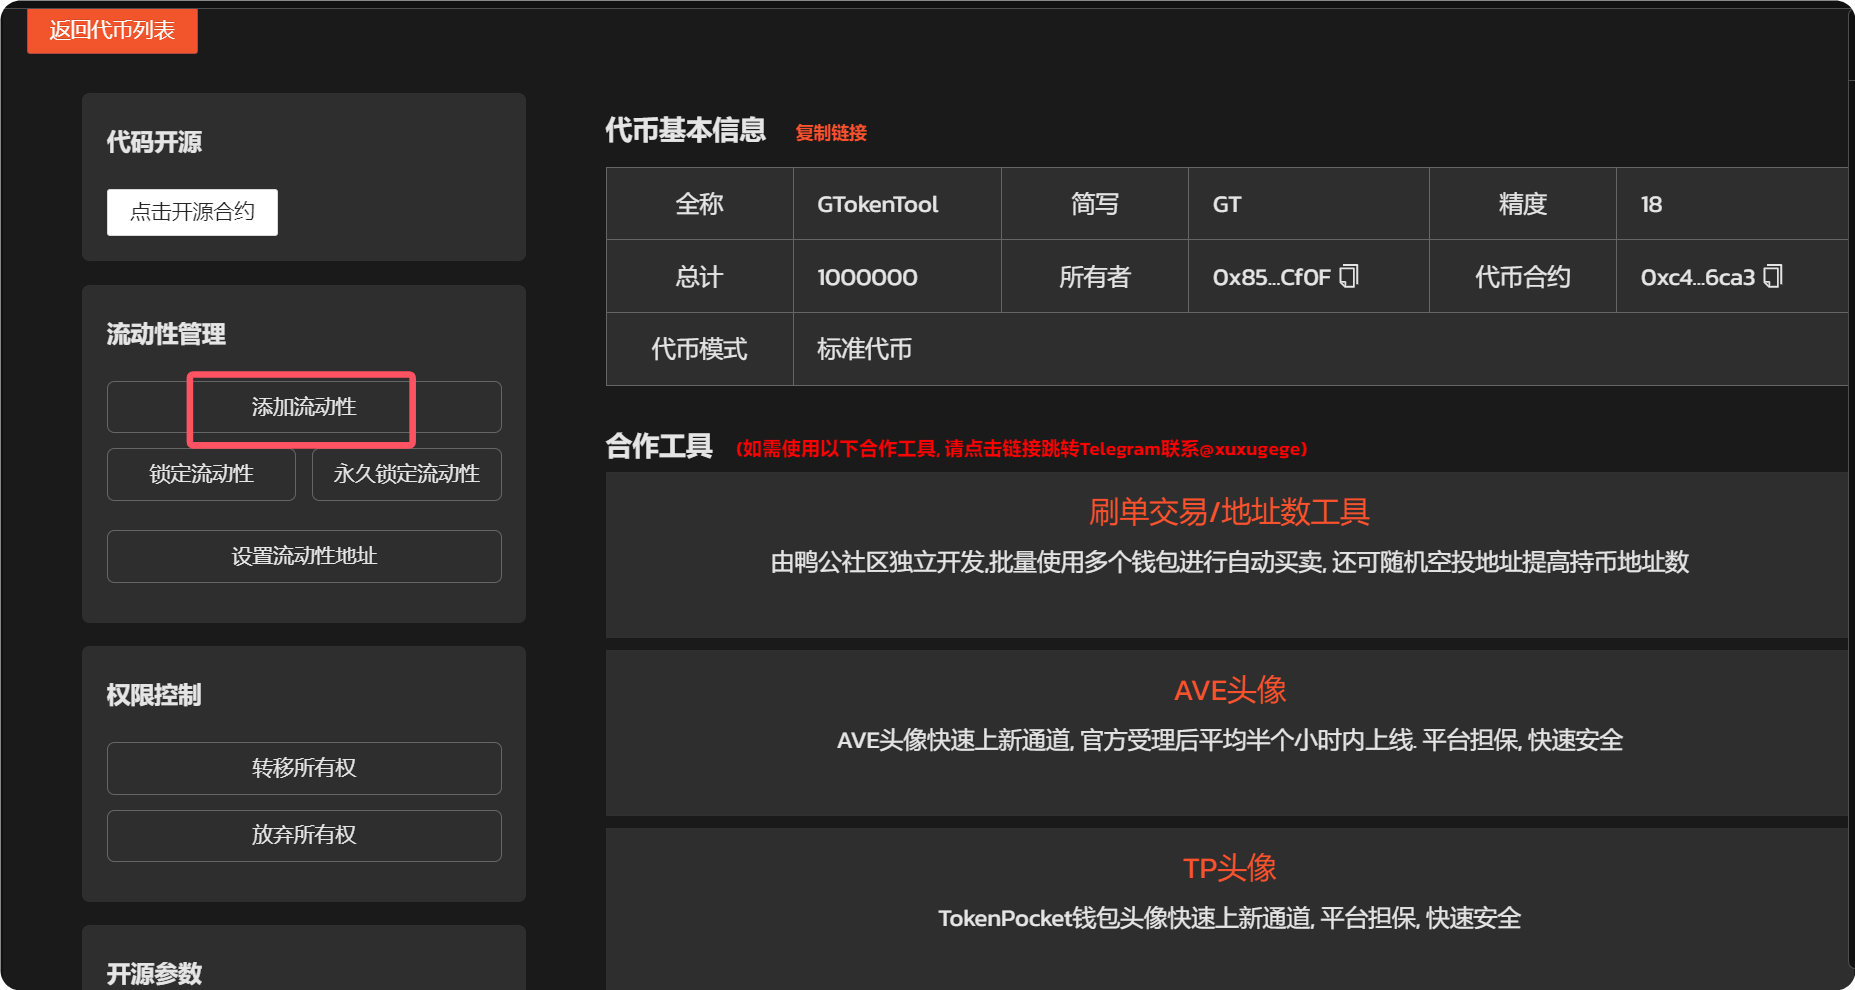 返回代币列表
代码开源
点击开源合约
流动性管理
添加流动性
锁定流动性
永久锁定流动性
设置流动性地址
权限控制
转移所有权
放弃所有权
开源参数
代币基本信息 复制链接
全称 GTokenTool 简写 GT 精度 18
总计 1000000 所有者 0x85...Cf0F 代币合约 0xc4...6ca3
代币模式 标准代币
合作工具 (如需使用以下合作工具, 请点击链接跳转Telegram联系@xuxugege)
刷单交易/地址数工具
由鸭公社区独立开发,批量使用多个钱包进行自动买卖, 还可随机空投地址提高持币地址数
AVE头像
AVE头像快速上新通道, 官方受理后平均半个小时内上线. 平台担保, 快速安全
TP头像
TokenPocket钱包头像快速上新通道, 平台担保, 快速安全